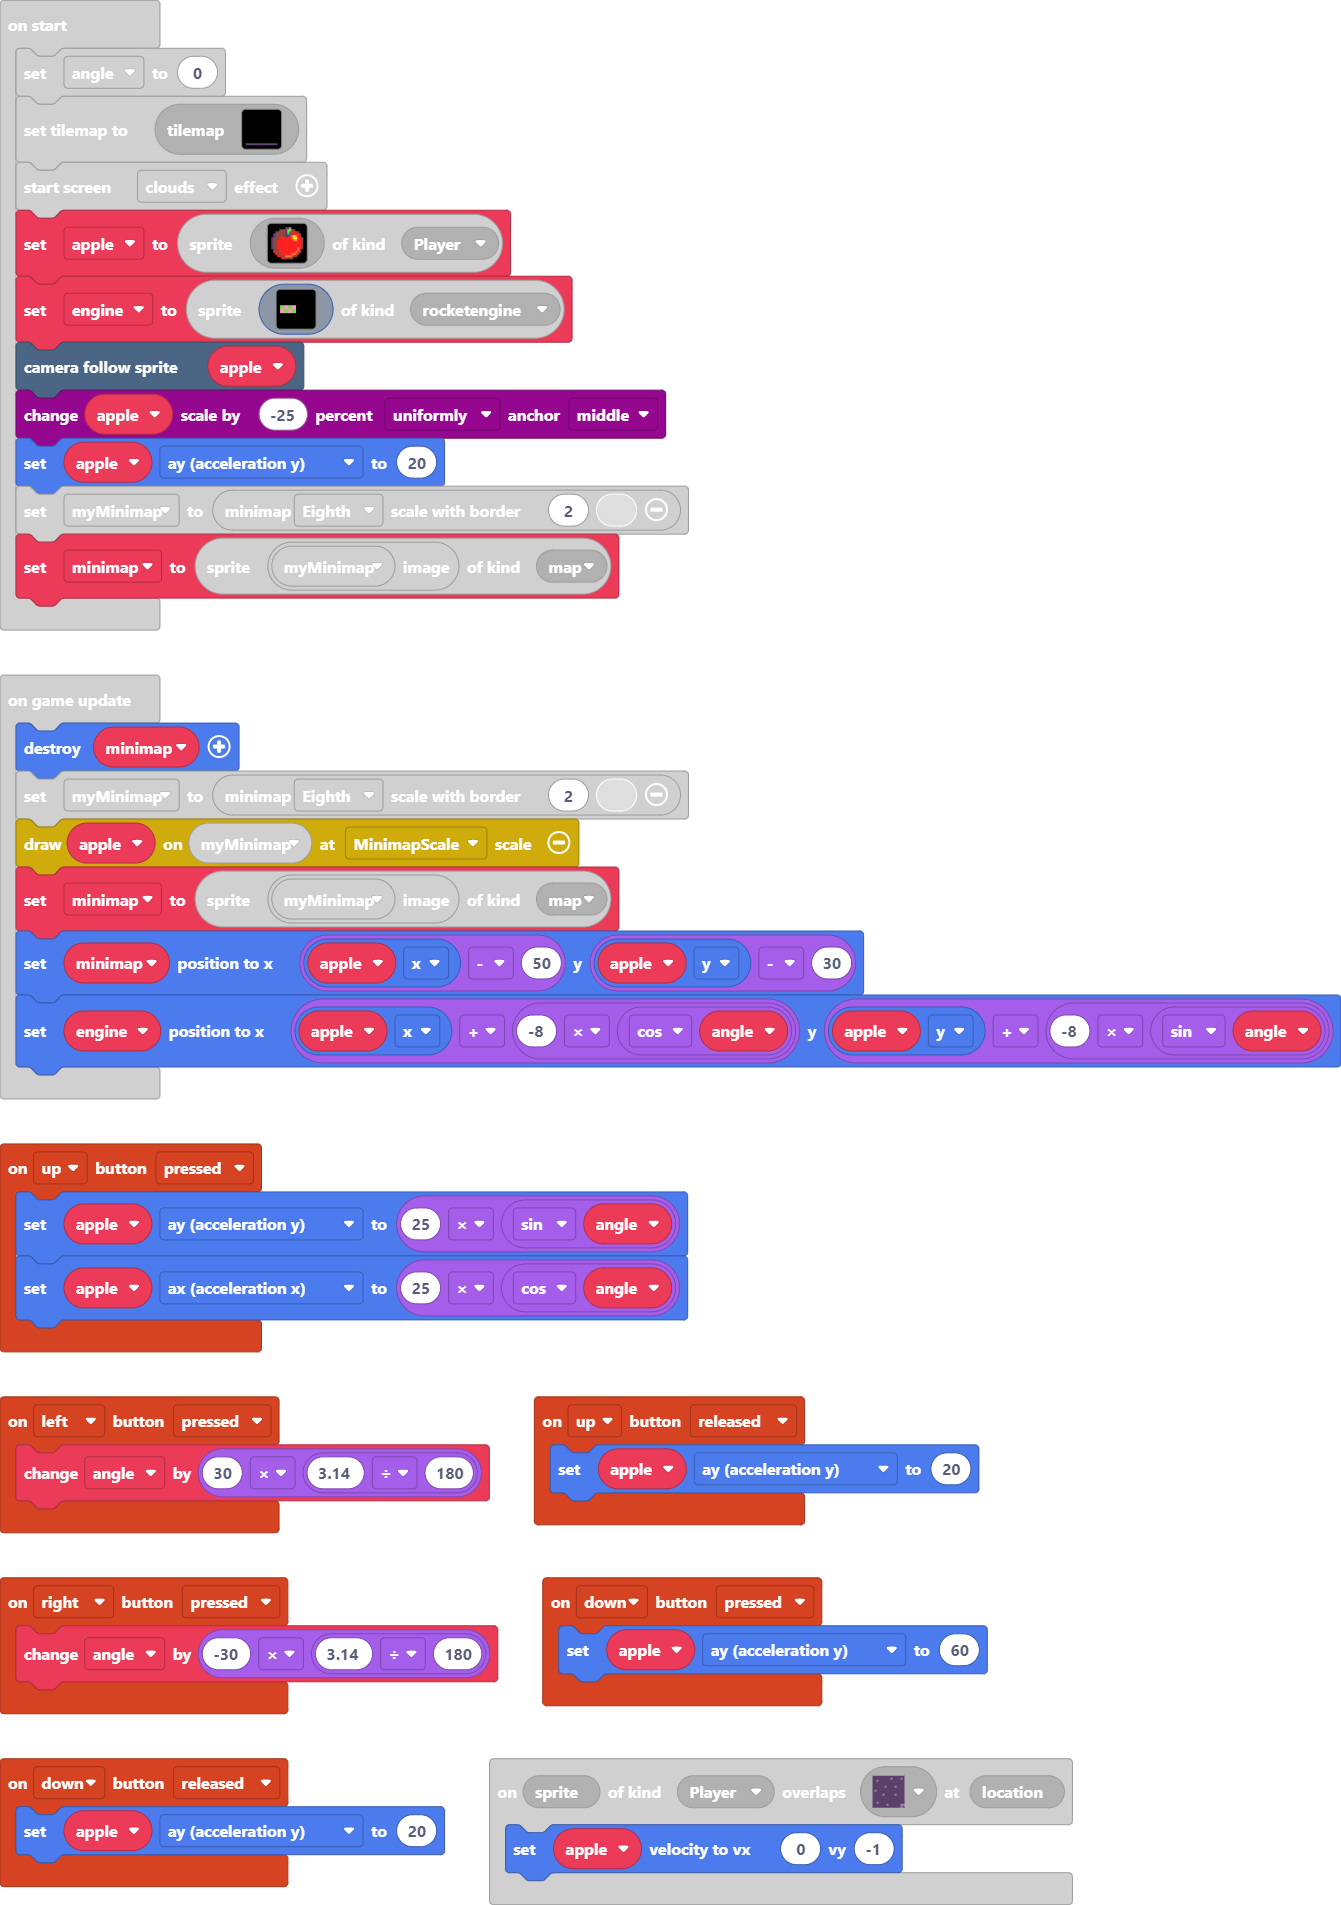 on start
set angle to 0
set tilemap to tilemap
start screen clouds effect
set apple to sprite of kind Player
set engine to sprite of kind rocketengine
camera follow sprite apple
change apple scale by -25 percent uniformly anchor middle
set apple ay (acceleration y) to 20
set myMinimap to minimap Eighth scale with border 2
set minimap to sprite myMinimap image of kind map
on game update
destroy minimap
set myMinimap to minimap Eighth scale with border 2
draw apple on myMinimap at MinimapScale scale
set minimap to sprite myMinimap image of kind map
set minimap position to x apple x - 50 y apple y - 30
set engine position to x apple x + -8 × cos angle y apple y + -8 × sin angle
on up button pressed
set apple ay (acceleration y) to 25 × sin angle
set apple ax (acceleration x) to 25 × cos angle
on left button pressed
change angle by 30 × 3.14 ÷ 180
on up button released
set apple ay (acceleration y) to 20
on right button pressed
change angle by -30 × 3.14 ÷ 180
on down button pressed
set apple ay (acceleration y) to 60
on down button released
set apple ay (acceleration y) to 20
on sprite of kind Player overlaps at location
set apple velocity to vx 0 vy -1